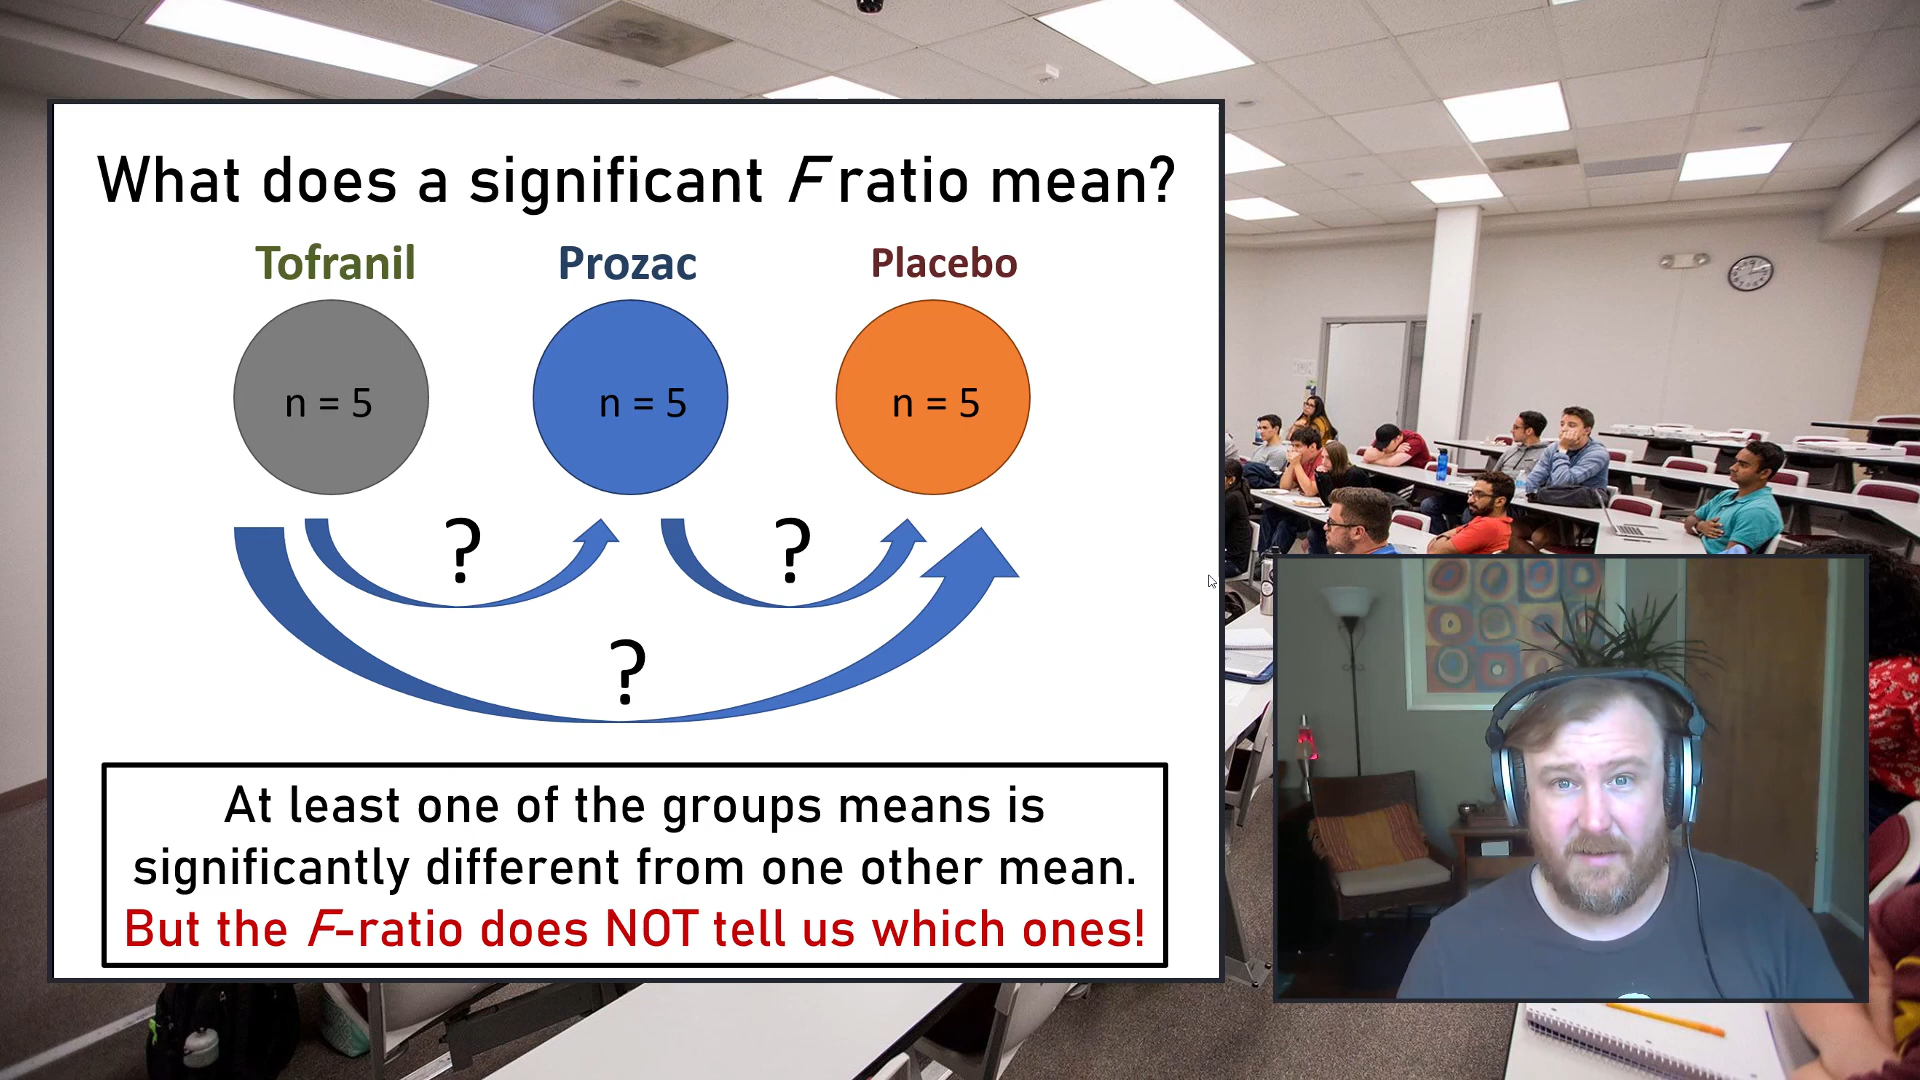 What does a significant F ratio mean?
Tofranil Prozac Placebo
n = 5 n = 5 n = 5
? ?
?
At least one of the groups means is
significantly different from one other mean.
But the F-ratio does NOT tell us which ones!